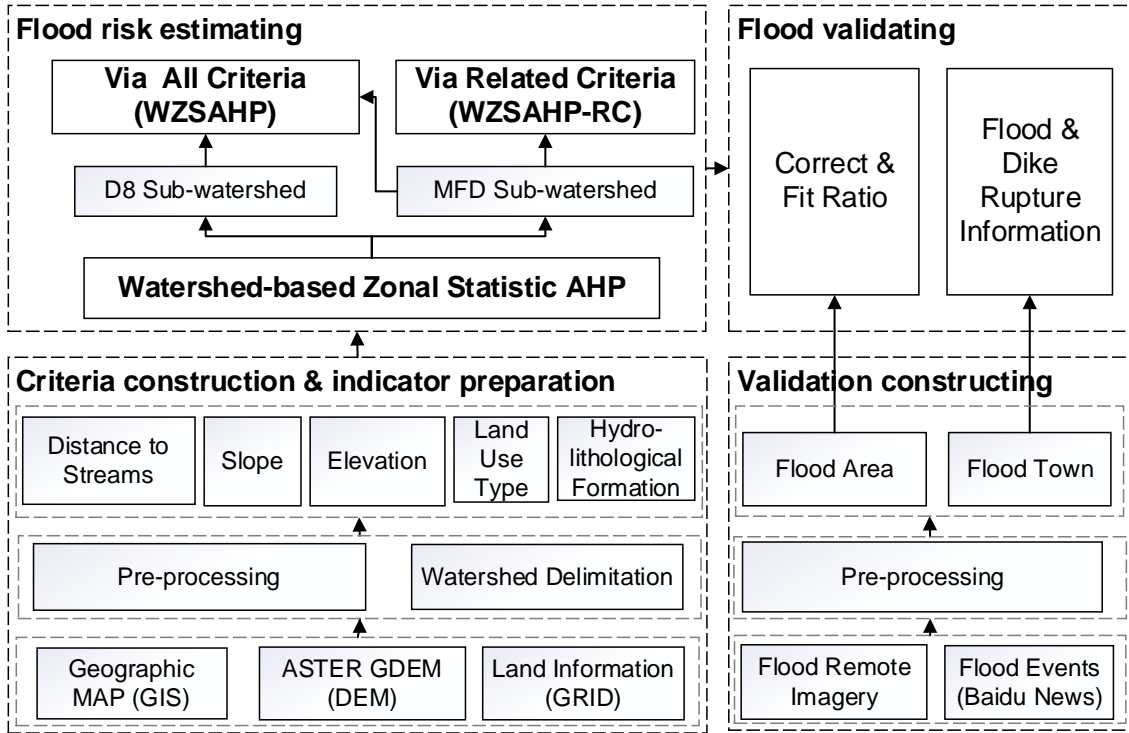 Flood risk estimating
Via All Criteria
(WZSAHP)
Via Related Criteria
(WZSAHP-RC)
D8 Sub-watershed
MFD Sub-watershed
Watershed-based Zonal Statistic AHP
Flood validating
Correct &
Fit Ratio
Flood &
Dike
Rupture
Information
Criteria construction & indicator preparation
Distance to
Streams
Slope
Elevation
Land
Use
Type
Hydro-
lithological
Formation
Pre-processing
Watershed Delimitation
Geographic
MAP (GIS)
ASTER GDEM
(DEM)
Land Information
(GRID)
Validation constructing
Flood Area
Flood Town
Pre-processing
Flood Remote
Imagery
Flood Events
(Baidu News)